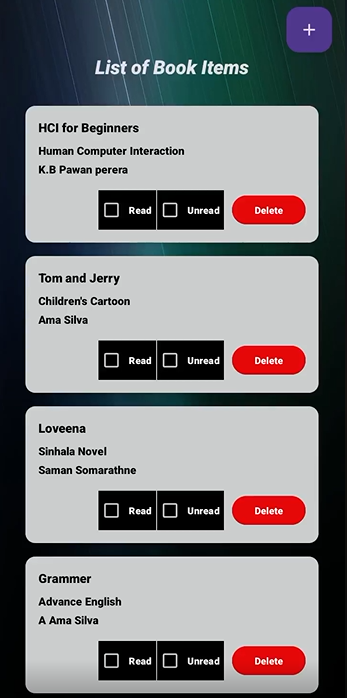 +
List of Book Items
HCI for Beginners
Human Computer Interaction
K.B Pawan perera
Read Unread Delete
Tom and Jerry
Children's Cartoon
Ama Silva
Read Unread Delete
Loveena
Sinhala Novel
Saman Somarathne
Read Unread Delete
Grammer
Advance English
A Ama Silva
Read Unread Delete